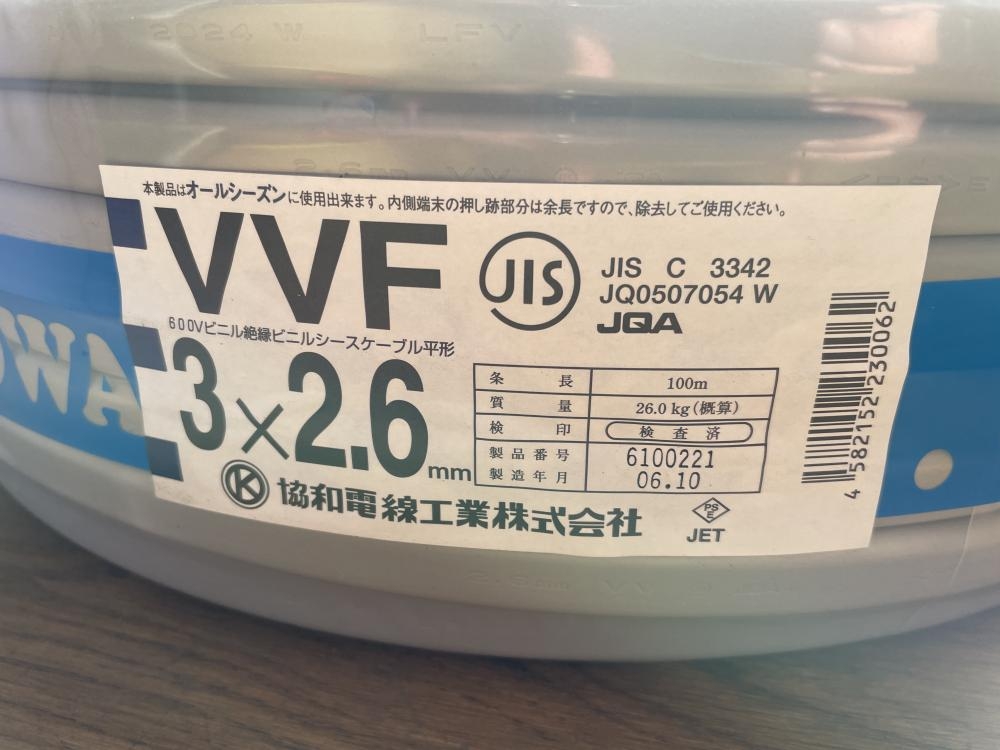 2024 W LFV
本製品はオールシーズンに使用出来ます。内側端末の押し跡部分は余長ですので、除去してご使用ください。
VVF
600Vビニル絶縁ビニルシースケーブル平形
3×2.6mm
JIS
JIS C 3342
JQ0507054 W
JQA
条長 100m
質量 26.0 kg(概算)
検印 検査済
製品番号 6100221
製造年月 06.10
K 協和電線工業株式会社
PS
E
JET
4 582152 230062
OWA